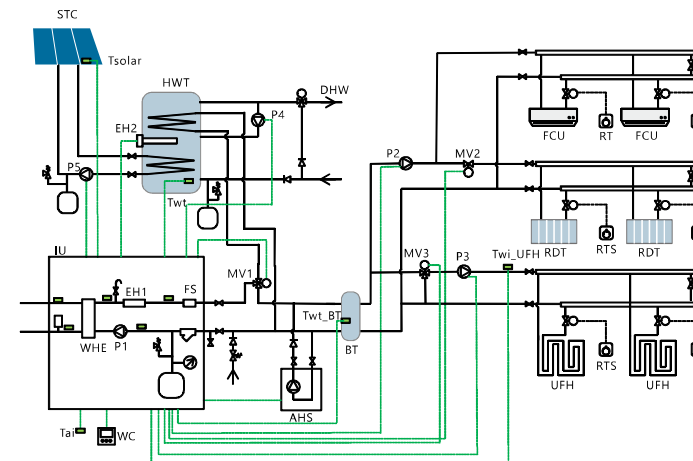 STC
Tsolar
HWT
DHW
P4
EH2
P5
Twt
FCU
RT
FCU
P2
MV2
RDT
RTS
RDT
IU
MV1
MV3
P3
Twi_UFH
EH1
FS
Twt_BT
WHE
P1
BT
UFH
RTS
UFH
AHS
Tai
WC